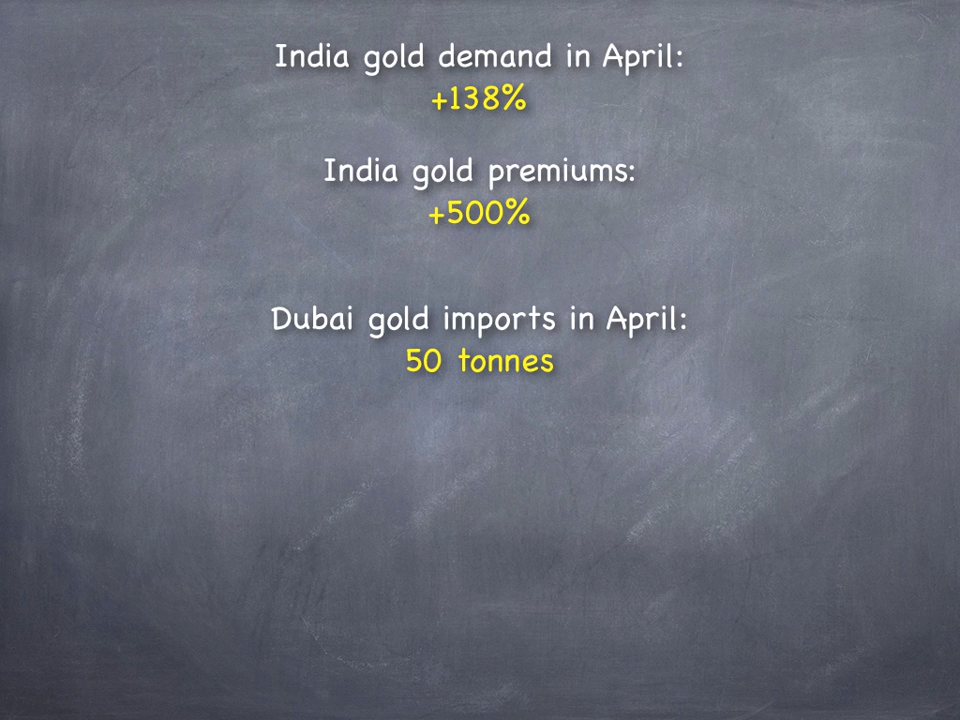 India gold demand in April:
+138%
India gold premiums:
+500%
Dubai gold imports in April:
50 tonnes